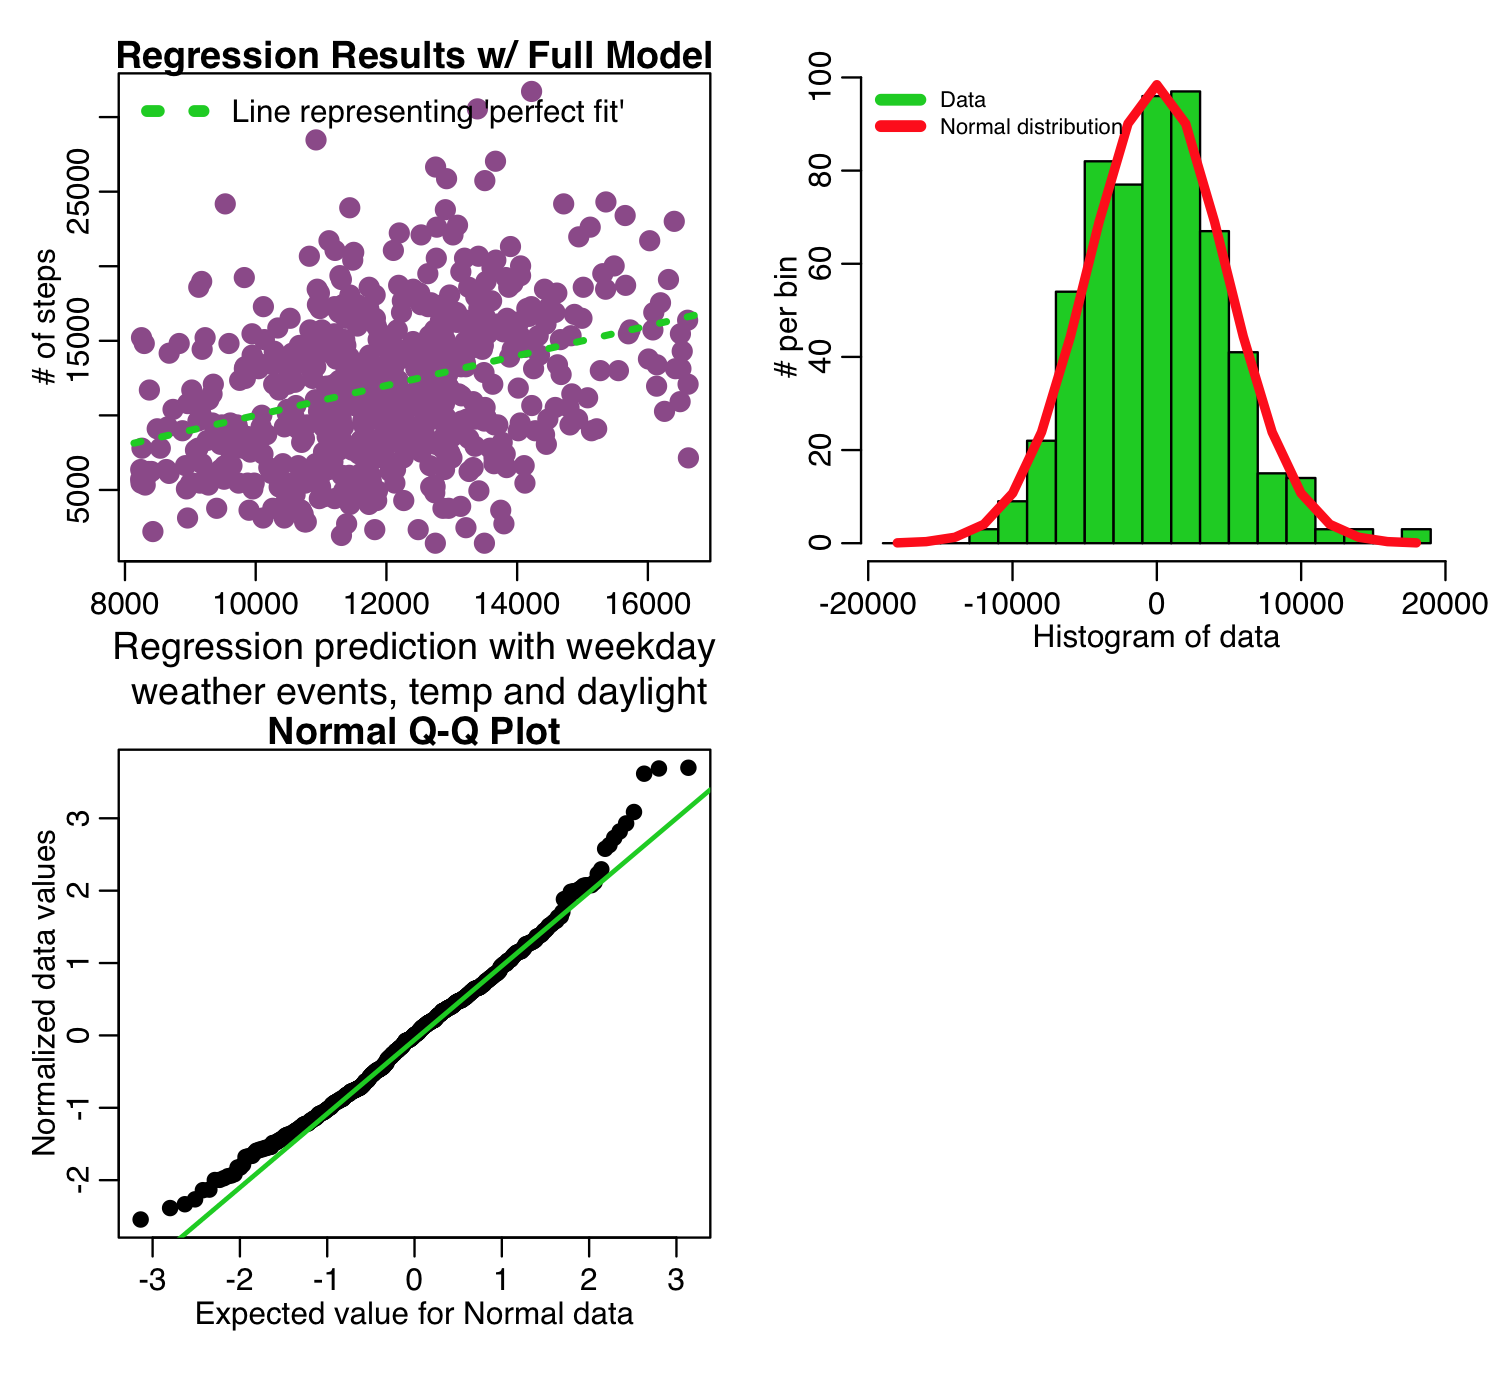 Regression Results w/ Full Model
Line representing 'perfect fit'
# of steps
5000
15000
25000
8000 10000 12000 14000 16000
Regression prediction with weekday
weather events, temp and daylight
Data
Normal distribution
# per bin
0
20
40
60
80
100
-20000 -10000 0 10000 20000
Histogram of data
Normal Q-Q Plot
Normalized data values
-2
-1
0
1
2
3
-3 -2 -1 0 1 2 3
Expected value for Normal data